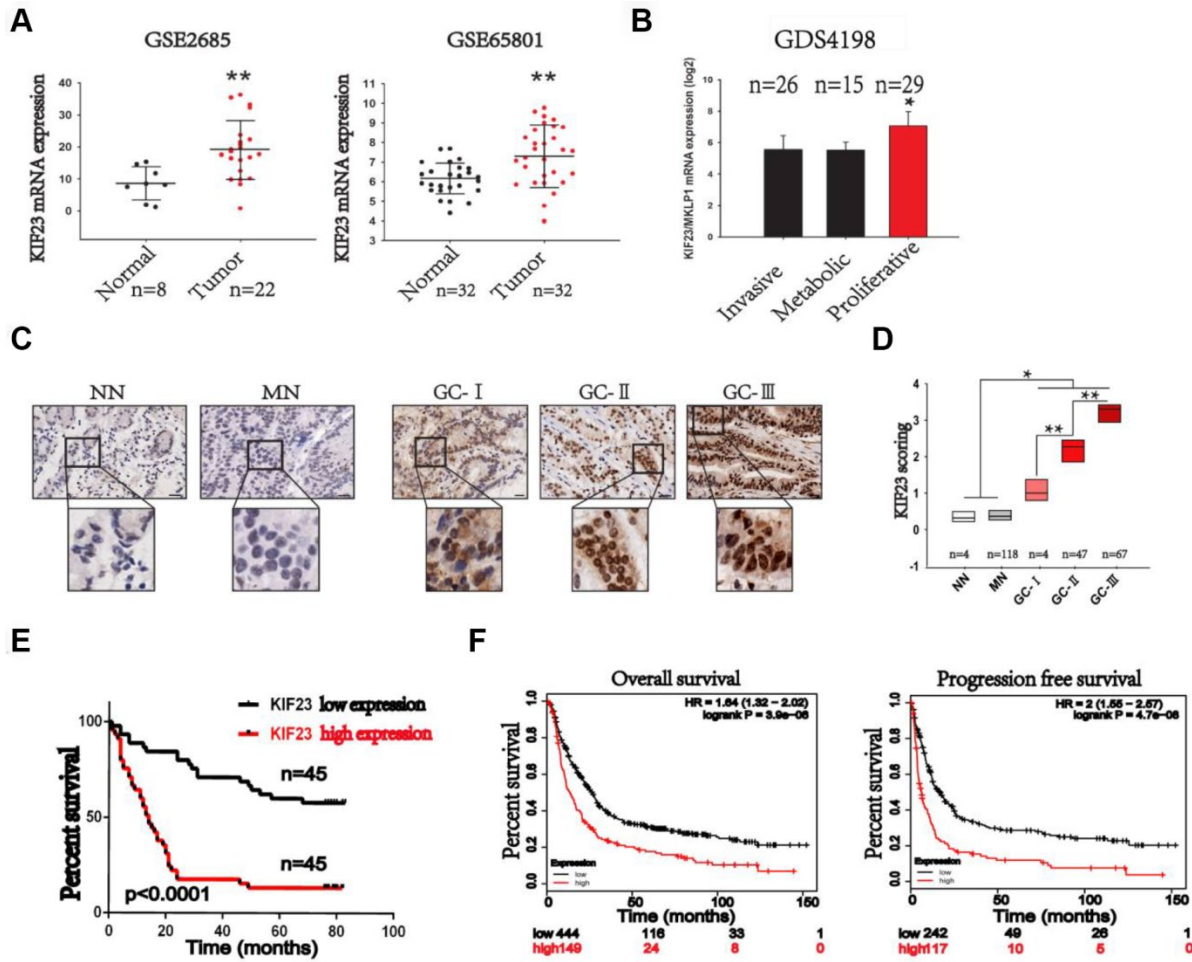 A
GSE2685
KIF23 mRNA expression
40
30
20
10
0
Normal
n=8
Tumor
n=22
**
GSE65801
KIF23 mRNA expression
11
10
9
8
7
6
5
4
3
Normal
n=32
Tumor
n=32
**
B
GDS4198
KIF23/MKLP1 mRNA expression (log2)
10
8
6
4
2
0
n=26 n=15 n=29
*
Invasive
Metabolic
Proliferative
C
NN
MN
GC-Ⅰ
GC-Ⅱ
GC-Ⅲ
D
KIF23 scoring
4
3
2
1
0
-1
*
**
**
n=4 n=118 n=4 n=47 n=67
NN
MN
GC-Ⅰ
GC-Ⅱ
GC-Ⅲ
E
Percent survival
100
50
0
KIF23 low expression
KIF23 high expression
n=45
n=45
p<0.0001
0 20 40 60 80 100
Time (months)
F
Overall survival
HR = 1.64 (1.32 − 2.02)
logrank P = 3.9e−06
Percent survival
1.0
0.8
0.6
0.4
0.2
0.0
Expression
low
high
0 50 100 150
Time (months)
low 444 116 33 1
high149 24 8 0
Progression free survival
HR = 2 (1.55 − 2.57)
logrank P = 4.7e−08
Percent survival
1.0
0.8
0.6
0.4
0.2
0.0
Expression
low
high
0 50 100 150
Time (months)
low 242 49 26 1
high117 10 5 0